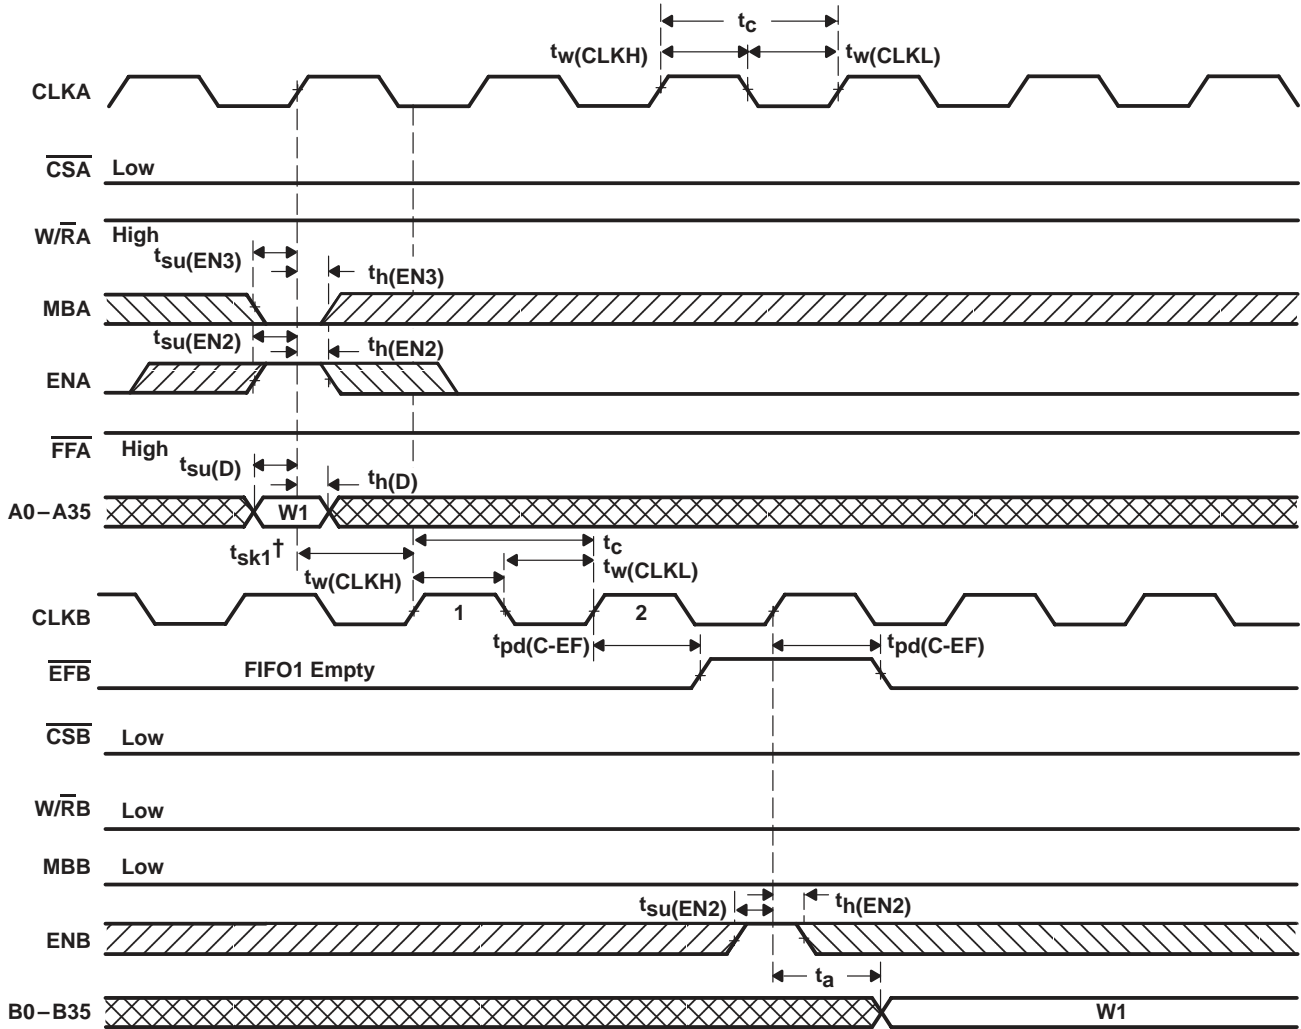 tc
tw(CLKH) tw(CLKL)
CLKA
CSA Low
W/RA High
tsu(EN3) th(EN3)
MBA
tsu(EN2) th(EN2)
ENA
FFA High
tsu(D) th(D)
A0–A35 W1
tsk1† tc
tw(CLKH) tw(CLKL)
CLKB 1 2
tpd(C-EF) tpd(C-EF)
EFB FIFO1 Empty
CSB Low
W/RB Low
MBB Low
tsu(EN2) th(EN2)
ENB
ta
B0–B35 W1